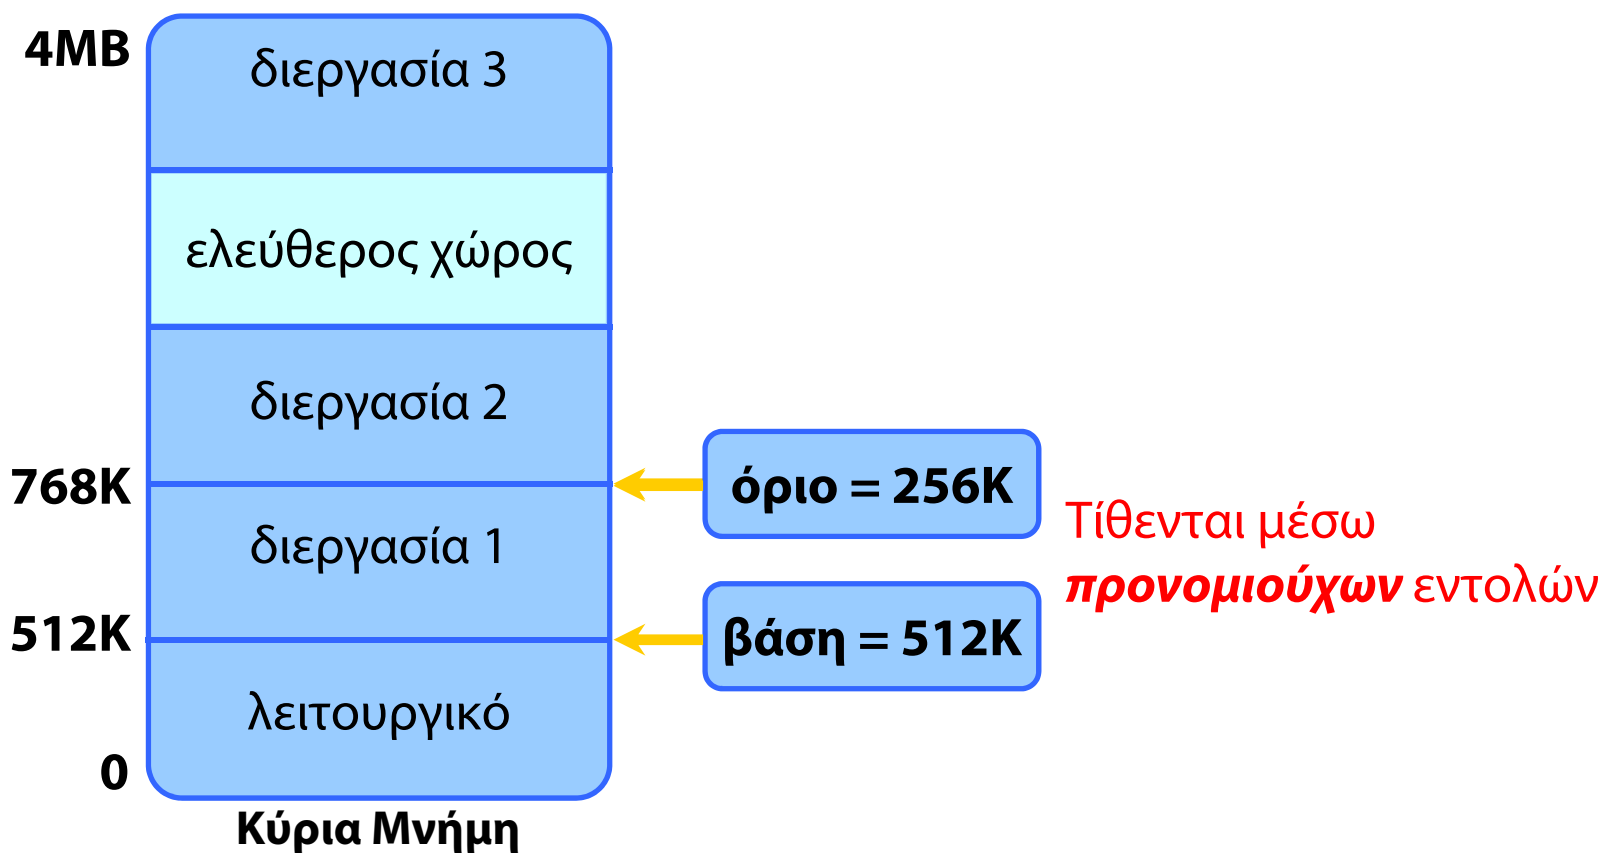 4MB
διεργασία 3
ελεύθερος χώρος
διεργασία 2
768K
όριο = 256K
Τίθενται μέσω
προνομιούχων εντολών
διεργασία 1
512K
βάση = 512K
λειτουργικό
0
Κύρια Μνήμη